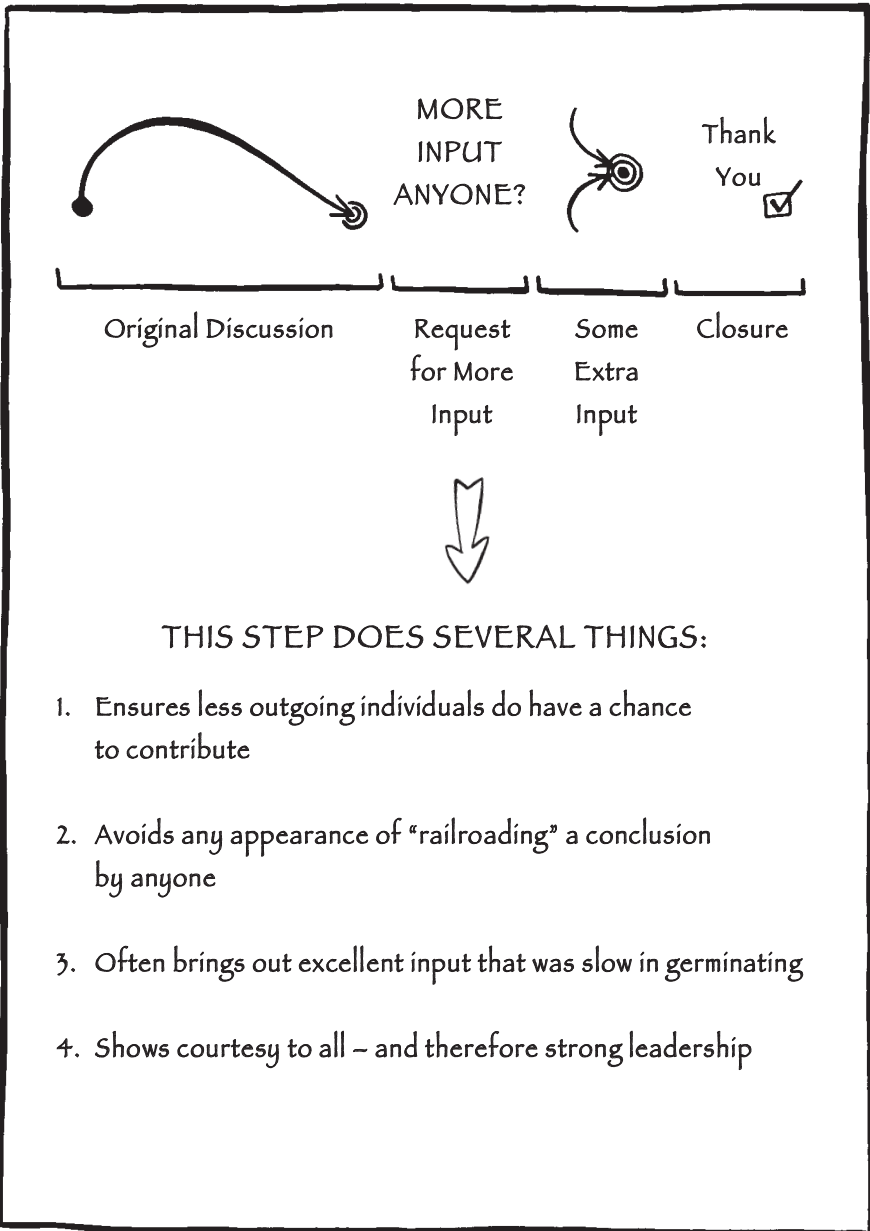 MORE
INPUT
ANYONE?
Thank
You
Original Discussion
Request
for More
Input
Some
Extra
Input
Closure
THIS STEP DOES SEVERAL THINGS:
1. Ensures less outgoing individuals do have a chance
to contribute
2. Avoids any appearance of “railroading” a conclusion
by anyone
3. Often brings out excellent input that was slow in germinating
4. Shows courtesy to all – and therefore strong leadership